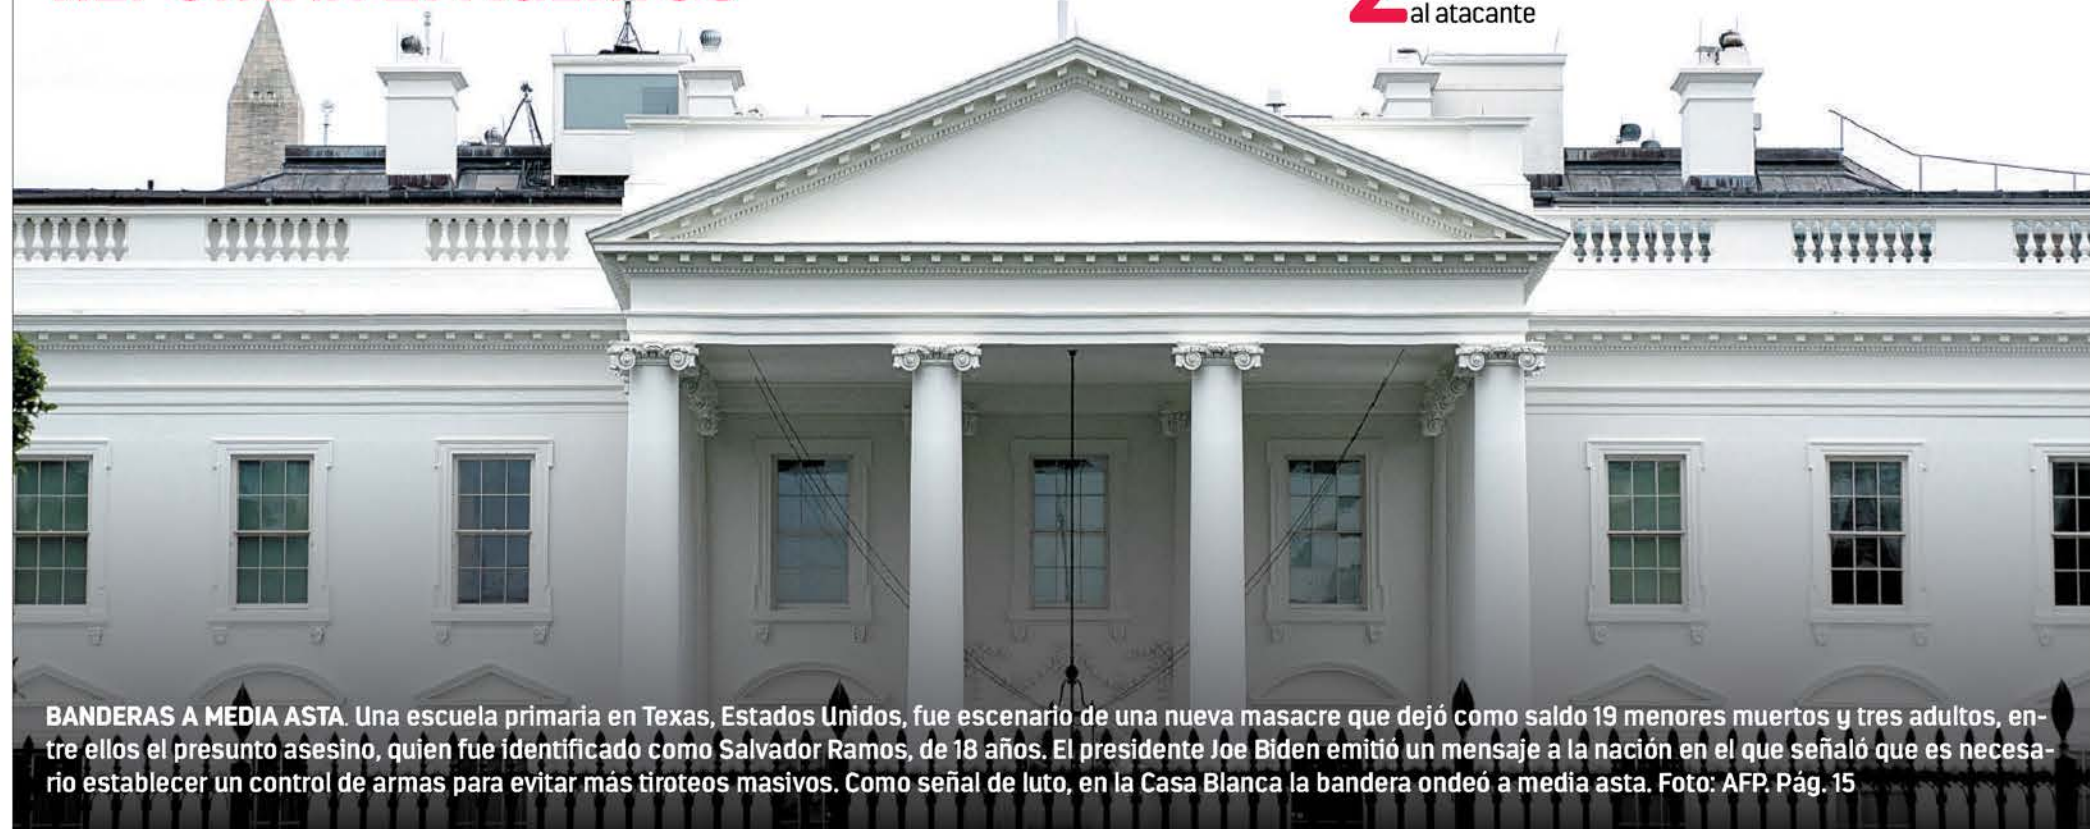 al atacante
BANDERAS A MEDIA ASTA. Una escuela primaria en Texas, Estados Unidos, fue escenario de una nueva masacre que dejó como saldo 19 menores muertos y tres adultos, en-
tre ellos el presunto asesino, quien fue identificado como Salvador Ramos, de 18 años. El presidente Joe Biden emitió un mensaje a la nación en el que señaló que es necesa-
rio establecer un control de armas para evitar más tiroteos masivos. Como señal de luto, en la Casa Blanca la bandera ondeó a media asta. Foto: AFP. Pág. 15